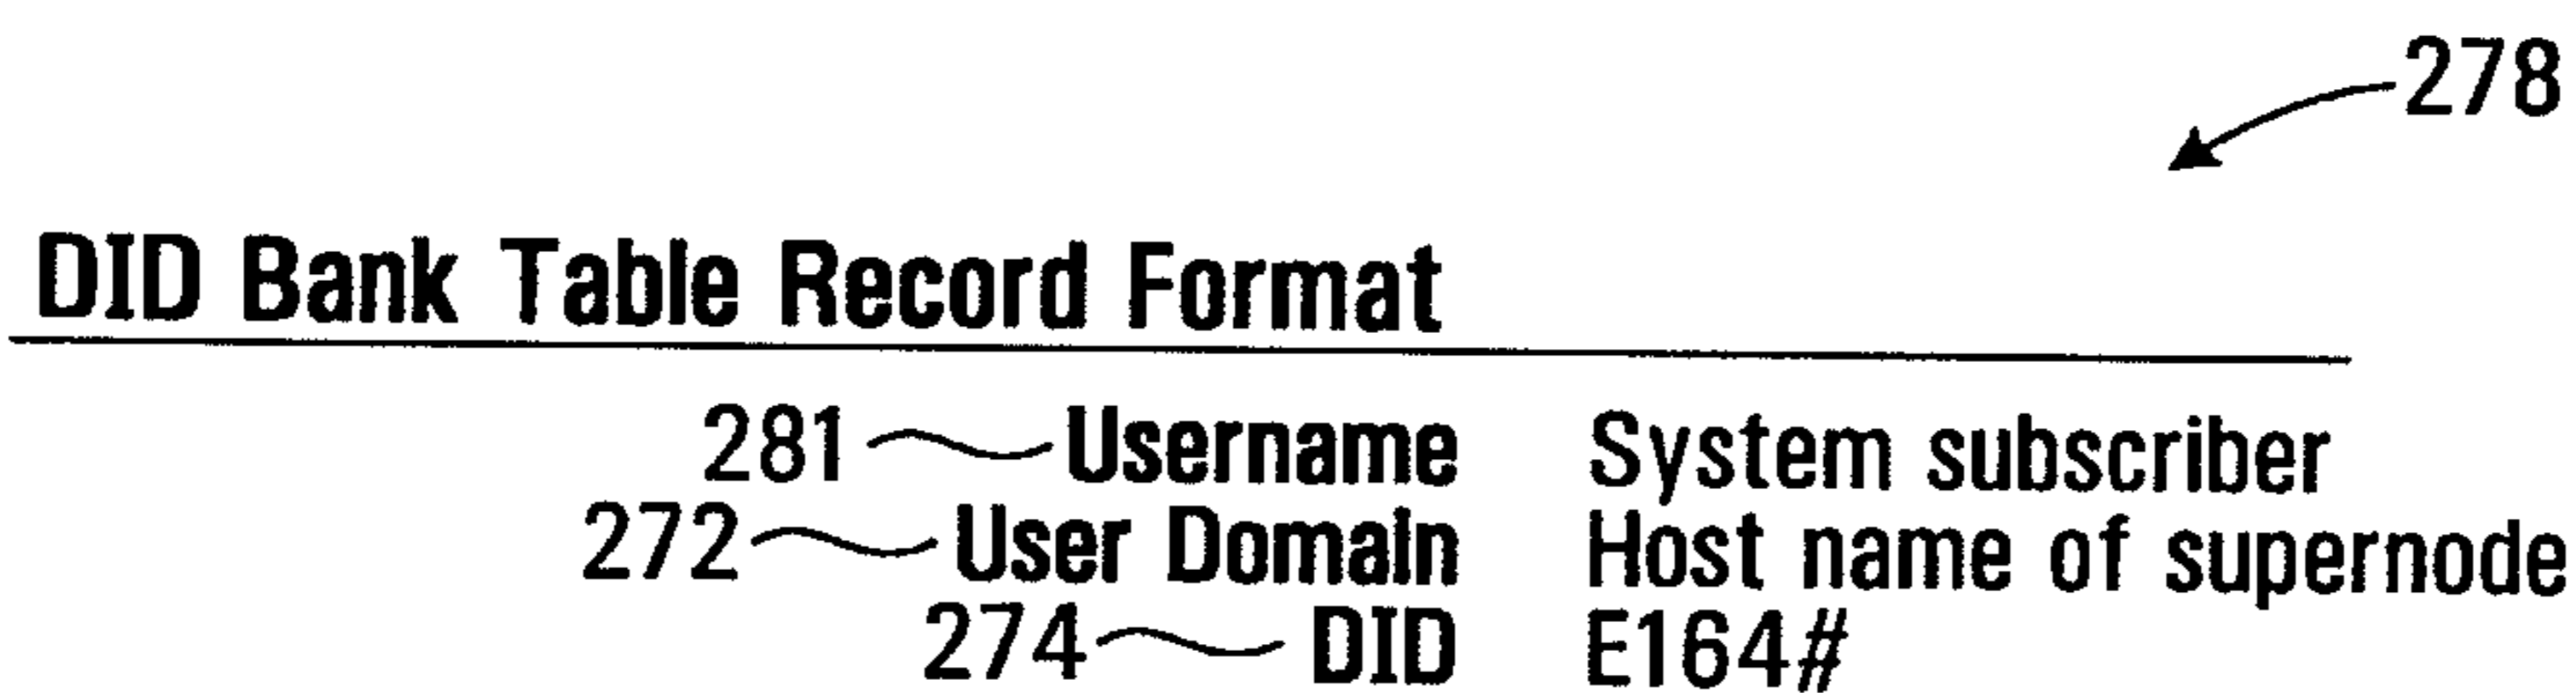 278
DID Bank Table Record Format
281 Username System subscriber
272 User Domain Host name of supernode
274 DID E164#